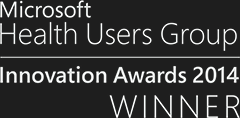 Microsoft
Health Users Group
Innovation Awards 2014
WINNER